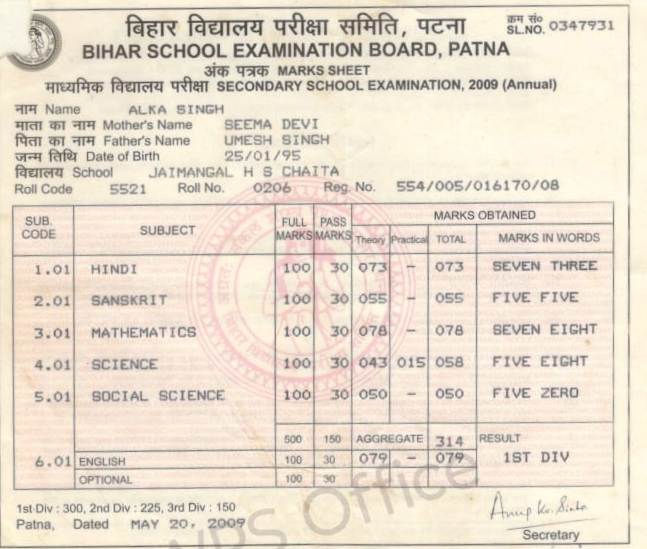 बिहार विद्यालय परीक्षा समिति, पटना
क्रम सं०
SL.NO. 0347931
BIHAR SCHOOL EXAMINATION BOARD, PATNA
अंक पत्रक MARKS SHEET
माध्यमिक विद्यालय परीक्षा SECONDARY SCHOOL EXAMINATION, 2009 (Annual)
नाम Name ALKA SINGH
माता का नाम Mother's Name SEEMA DEVI
पिता का नाम Father's Name UMESH SINGH
जन्म तिथि Date of Birth 25/01/95
विद्यालय School JAIMANGAL H S CHAITA
Roll Code 5521 Roll No. 0206 Reg. No. 554/005/016170/08
SUB. CODE SUBJECT FULL MARKS PASS MARKS MARKS OBTAINED
Theory Practical TOTAL MARKS IN WORDS
1.01 HINDI 100 30 073 - 073 SEVEN THREE
2.01 SANSKRIT 100 30 055 - 055 FIVE FIVE
3.01 MATHEMATICS 100 30 078 - 078 SEVEN EIGHT
4.01 SCIENCE 100 30 043 015 058 FIVE EIGHT
5.01 SOCIAL SCIENCE 100 30 050 - 050 FIVE ZERO
500 150 AGGREGATE 314 RESULT
6.01 ENGLISH 100 30 079 - 079 1ST DIV
OPTIONAL 100 30
1st Div : 300, 2nd Div : 225, 3rd Div : 150
Patna, Dated MAY 20, 2009
Anup Kr. Sinha
Secretary
WPS Office